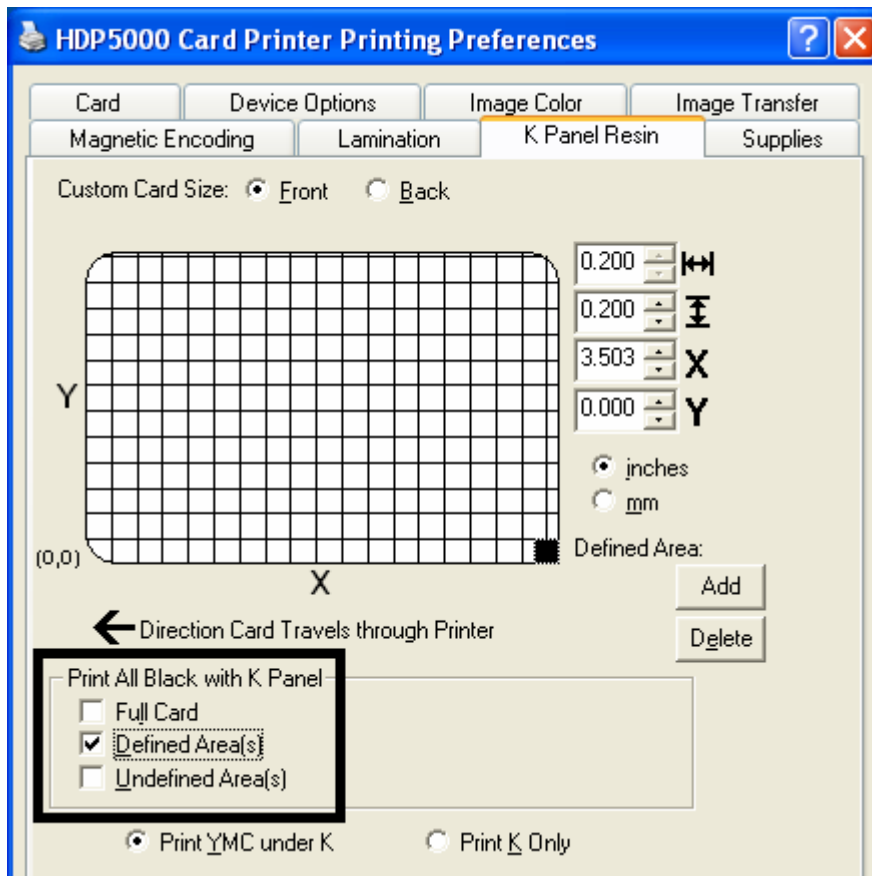 HDP5000 Card Printer Printing Preferences
Card Device Options Image Color Image Transfer
Magnetic Encoding Lamination K Panel Resin Supplies
Custom Card Size: Front Back
0.200
0.200
3.503 X
0.000 Y
Y
inches
mm
(0,0)
Defined Area:
X
Add
Direction Card Travels through Printer
Delete
Print All Black with K Panel
Full Card
Defined Area(s)
Undefined Area(s)
Print YMC under K Print K Only